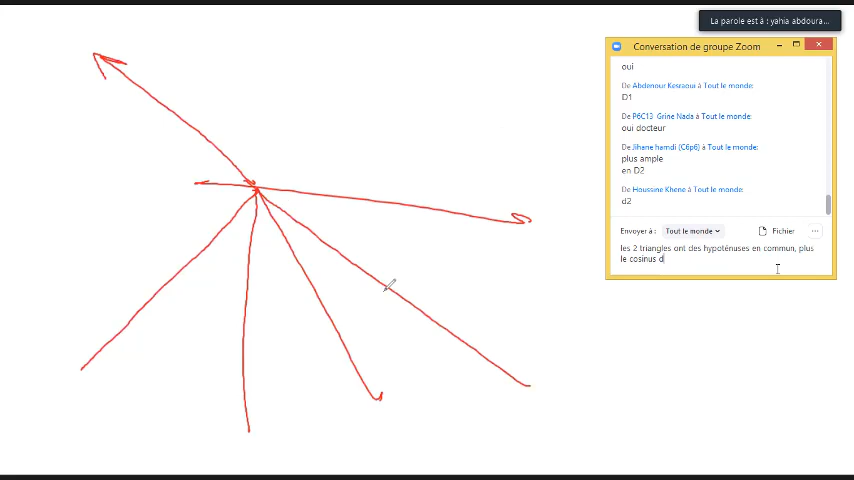 La parole est à : yahia abdoura...
Conversation de groupe Zoom
oui
De Abdenour Kesraoui à Tout le monde:
D1
De P6C13 Grine Nada à Tout le monde:
oui docteur
De Jihane hamdi (C6p6) à Tout le monde:
plus ample
en D2
De Houssine Khene à Tout le monde:
d2
Envoyer à : Tout le monde Fichier ...
les 2 triangles ont des hypoténuses en commun, plus
le cosinus d